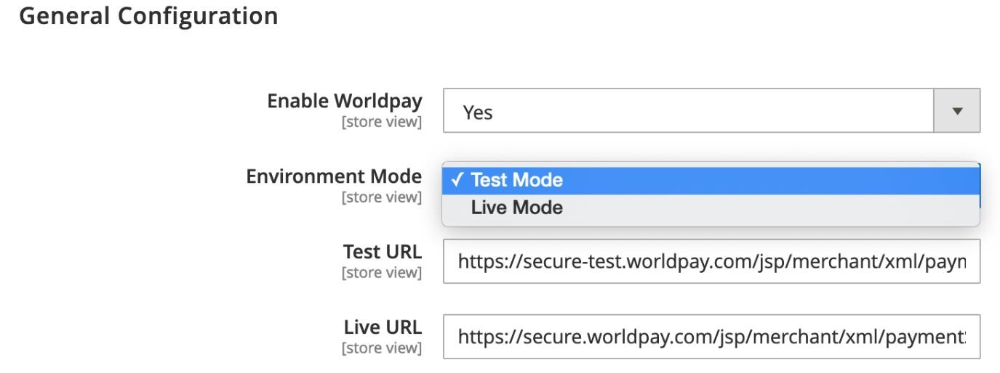 General Configuration
Enable Worldpay
[store view]
Yes
Environment Mode
[store view]
✓ Test Mode
Live Mode
Test URL
[store view]
https://secure-test.worldpay.com/jsp/merchant/xml/payn
Live URL
[store view]
https://secure.worldpay.com/jsp/merchant/xml/payment